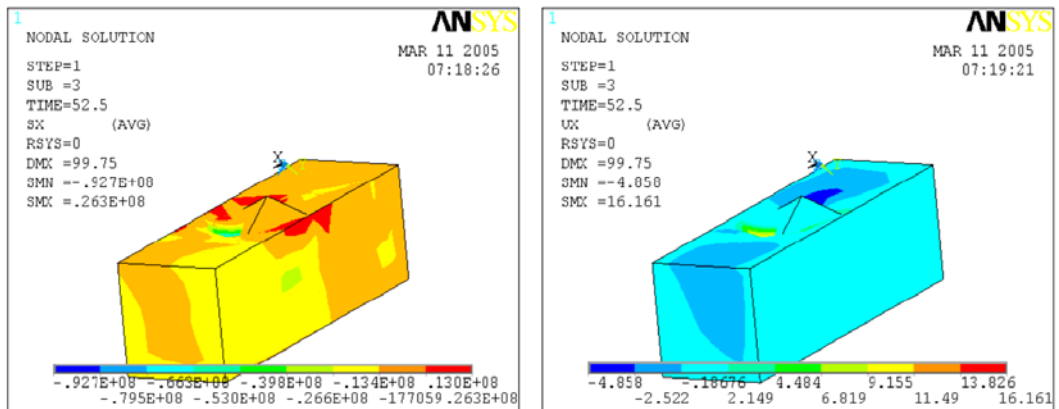 1
ANSYS
NODAL SOLUTION
MAR 11 2005
07:18:26
STEP=1
SUB =3
TIME=52.5
SX (AVG)
RSYS=0
DMX =99.75
SMN =-.927E+08
SMX =.263E+08
X
-.927E+08 -.663E+08 -.398E+08 -.134E+08 .130E+08
-.795E+08 -.530E+08 -.266E+08 -177059 .263E+08
1
ANSYS
NODAL SOLUTION
MAR 11 2005
07:19:21
STEP=1
SUB =3
TIME=52.5
UX (AVG)
RSYS=0
DMX =99.75
SMN =-4.858
SMX =16.161
X
-4.858 -.18676 4.484 9.155 13.826
-2.522 2.149 6.819 11.49 16.161